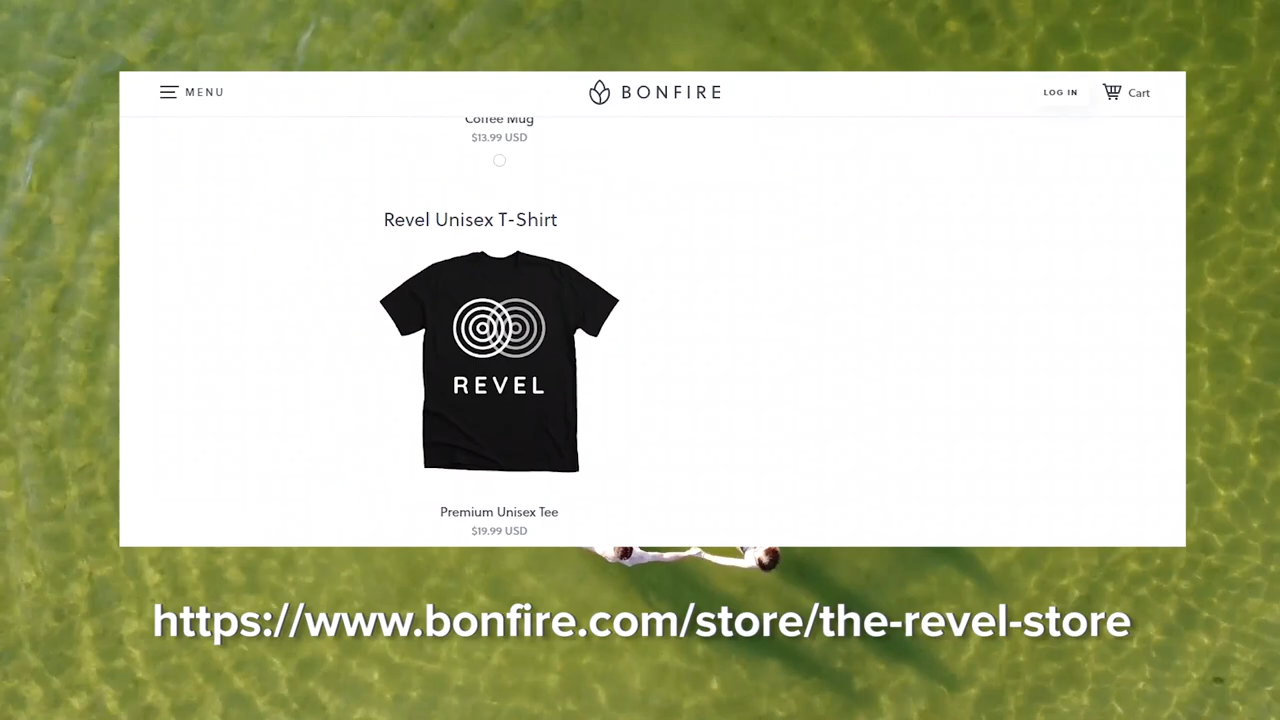 MENU
BONFIRE
LOG IN
Cart
Coffee Mug
$13.99 USD
Revel Unisex T-Shirt
REVEL
Premium Unisex Tee
$19.99 USD
https://www.bonfire.com/store/the-revel-store